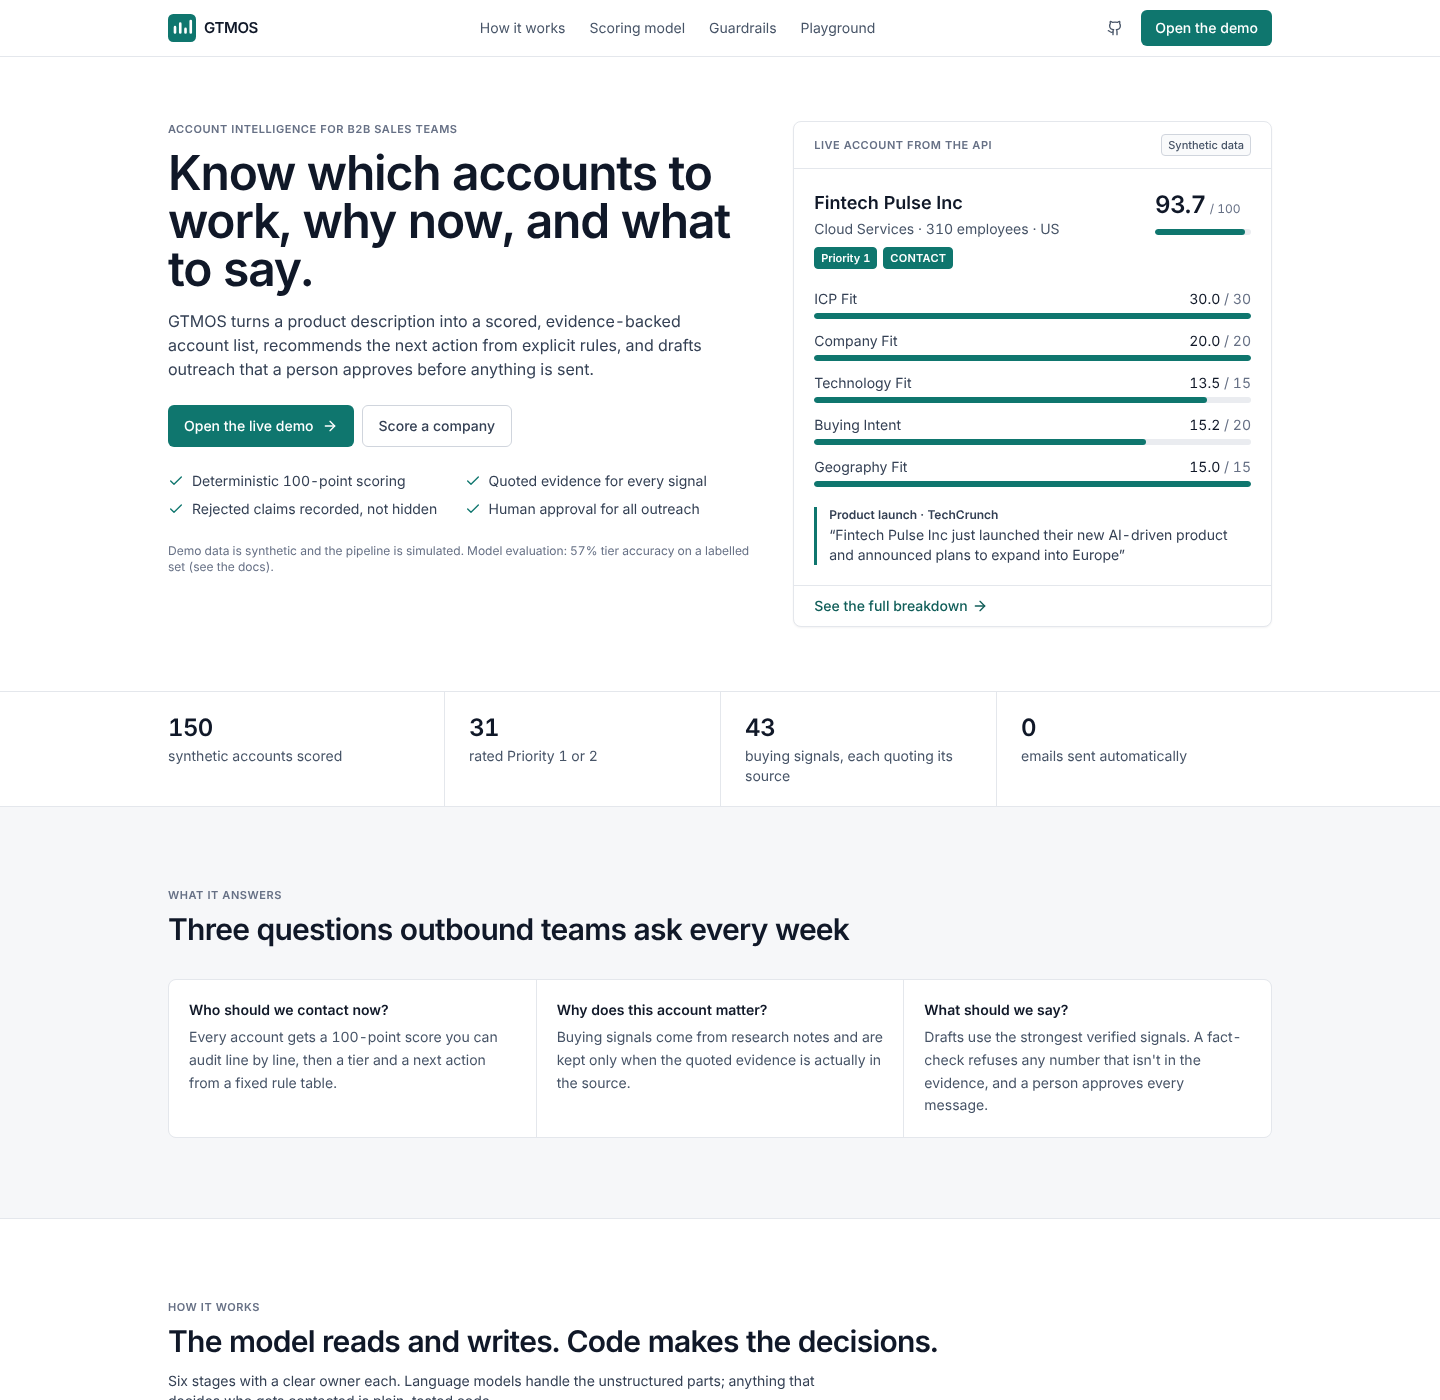 GTMOS
How it works
Scoring model
Guardrails
Playground
Open the demo
ACCOUNT INTELLIGENCE FOR B2B SALES TEAMS
Know which accounts to
work, why now, and what
to say.
GTMOS turns a product description into a scored, evidence-backed
account list, recommends the next action from explicit rules, and drafts
outreach that a person approves before anything is sent.
Open the live demo
Score a company
Deterministic 100-point scoring
Quoted evidence for every signal
Rejected claims recorded, not hidden
Human approval for all outreach
Demo data is synthetic and the pipeline is simulated. Model evaluation: 57% tier accuracy on a labelled
set (see the docs).
LIVE ACCOUNT FROM THE API
Synthetic data
Fintech Pulse Inc
93.7 / 100
Cloud Services · 310 employees · US
Priority 1
CONTACT
ICP Fit 30.0 / 30
Company Fit 20.0 / 20
Technology Fit 13.5 / 15
Buying Intent 15.2 / 20
Geography Fit 15.0 / 15
Product launch · TechCrunch
“Fintech Pulse Inc just launched their new AI-driven product
and announced plans to expand into Europe”
See the full breakdown
150
synthetic accounts scored
31
rated Priority 1 or 2
43
buying signals, each quoting its
source
0
emails sent automatically
WHAT IT ANSWERS
Three questions outbound teams ask every week
Who should we contact now?
Every account gets a 100-point score you can
audit line by line, then a tier and a next action
from a fixed rule table.
Why does this account matter?
Buying signals come from research notes and are
kept only when the quoted evidence is actually in
the source.
What should we say?
Drafts use the strongest verified signals. A fact-
check refuses any number that isn't in the
evidence, and a person approves every
message.
HOW IT WORKS
The model reads and writes. Code makes the decisions.
Six stages with a clear owner each. Language models handle the unstructured parts; anything that
decides who gets contacted is plain, tested code.